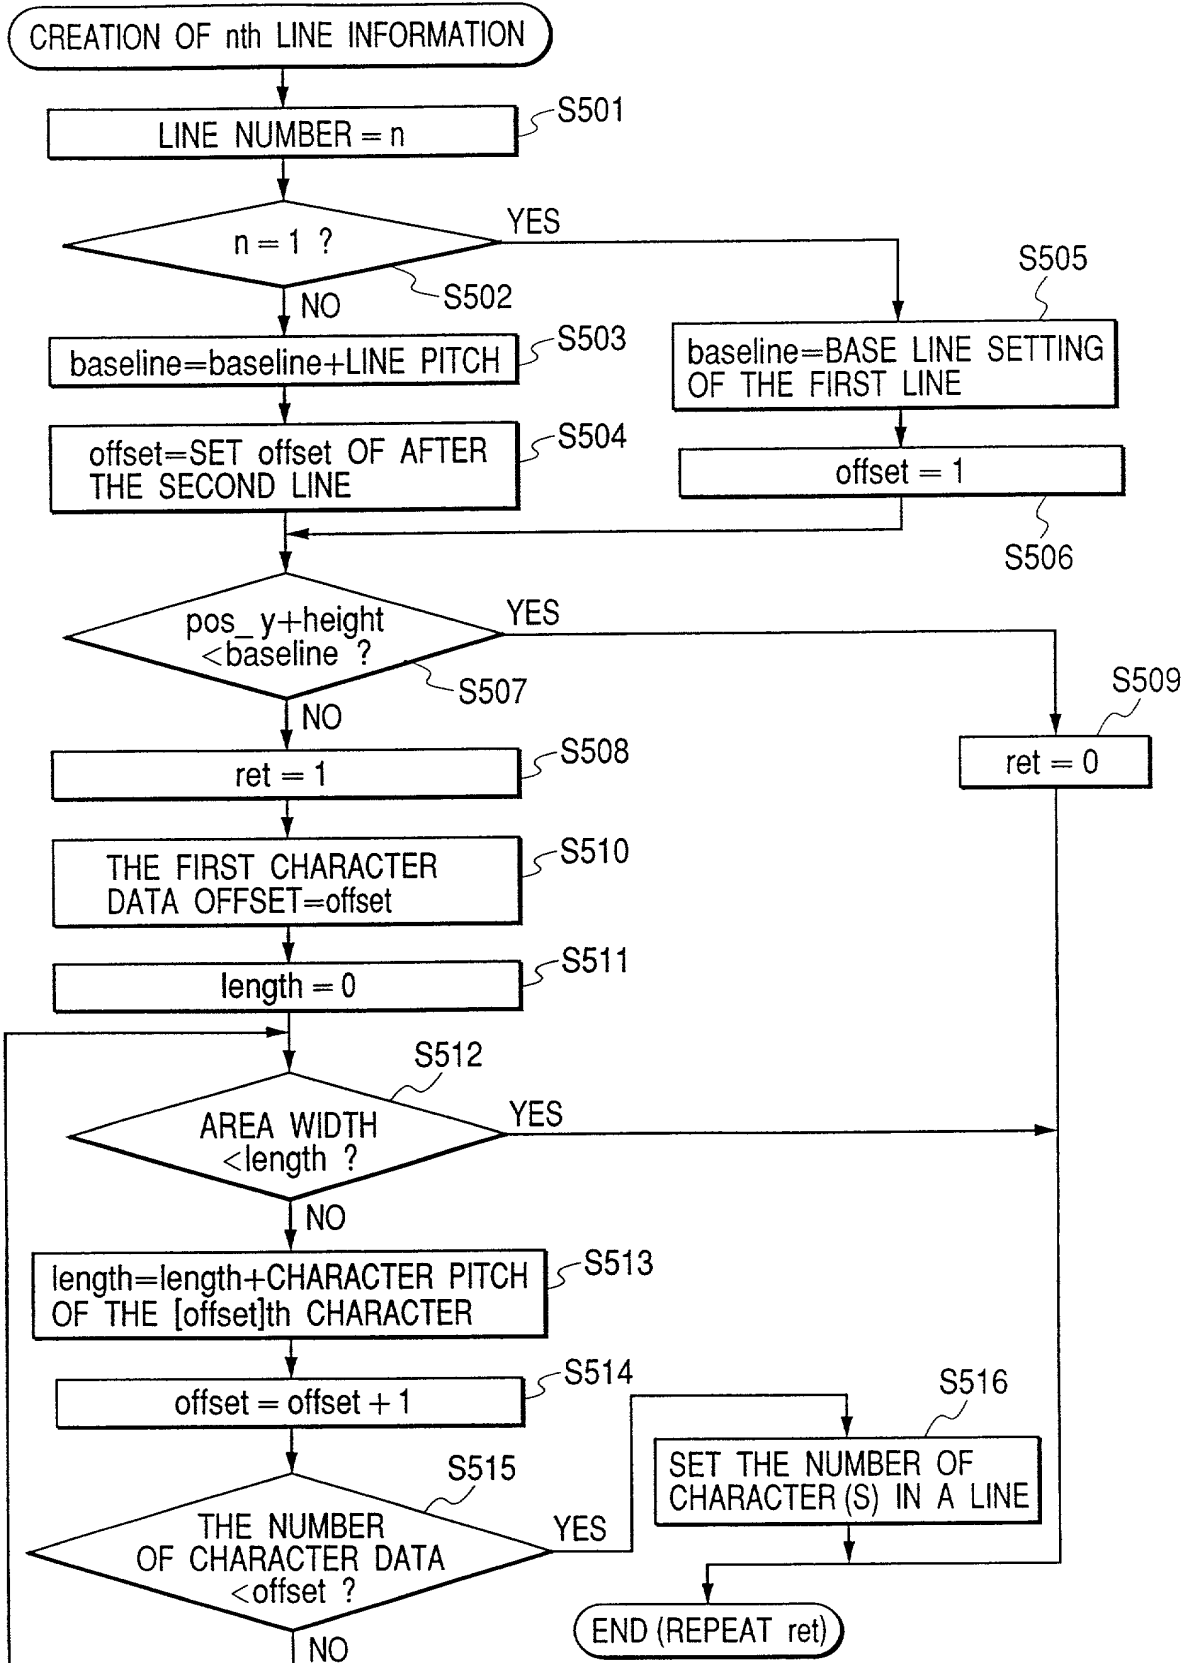 CREATION OF nth LINE INFORMATION
S501
LINE NUMBER = n
n = 1 ?
YES
S502
NO
S503
baseline=baseline+LINE PITCH
S504
offset=SET offset OF AFTER
THE SECOND LINE
S505
baseline=BASE LINE SETTING
OF THE FIRST LINE
offset = 1
S506
pos_ y+height
<baseline ?
YES
S507
NO
S508
ret = 1
S509
ret = 0
S510
THE FIRST CHARACTER
DATA OFFSET=offset
S511
length = 0
S512
AREA WIDTH
<length ?
YES
NO
S513
length=length+CHARACTER PITCH
OF THE [offset]th CHARACTER
S514
offset = offset + 1
S515
THE NUMBER
OF CHARACTER DATA
<offset ?
YES
NO
S516
SET THE NUMBER OF
CHARACTER (S) IN A LINE
END (REPEAT ret)